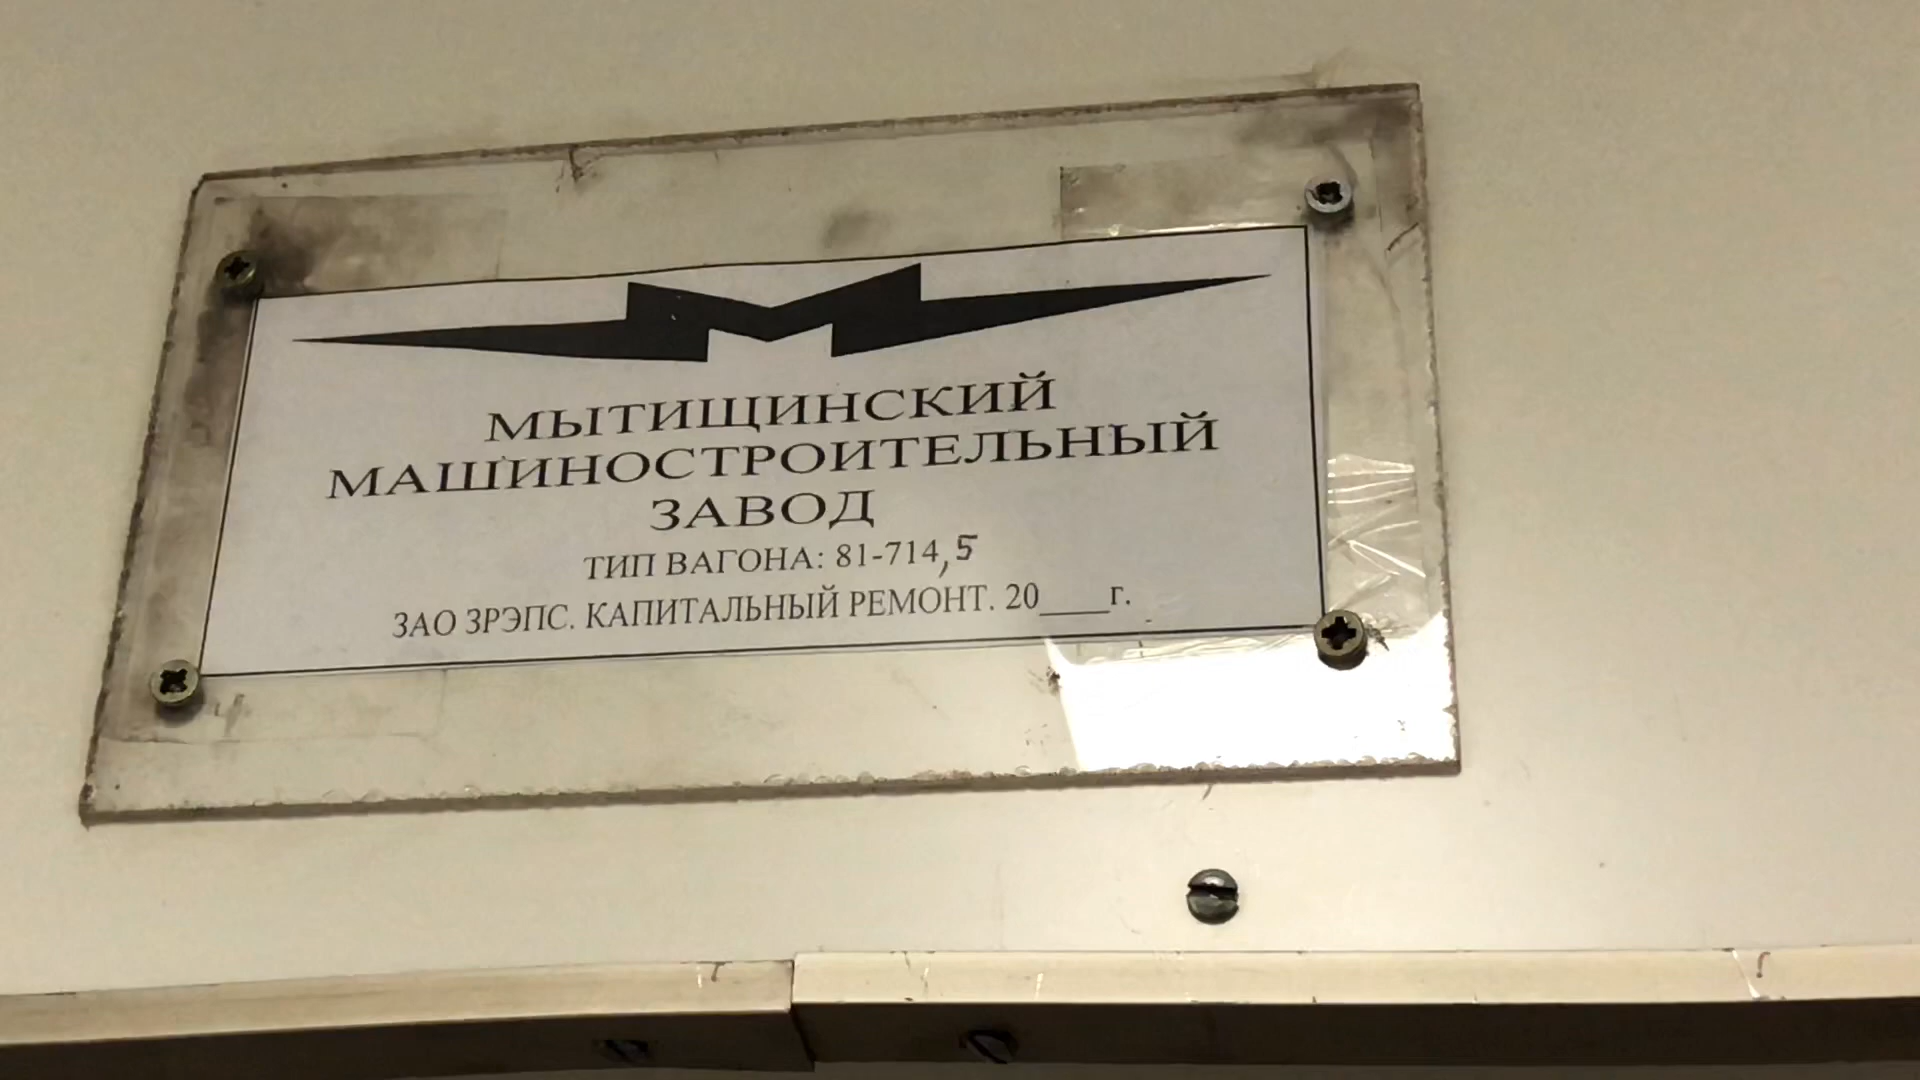 МЫТИЩИНСКИЙ
МАШИНОСТРОИТЕЛЬНЫЙ
ЗАВОД
ТИП ВАГОНА: 81-714,5
ЗАО ЗРЭПС. КАПИТАЛЬНЫЙ РЕМОНТ. 20____г.